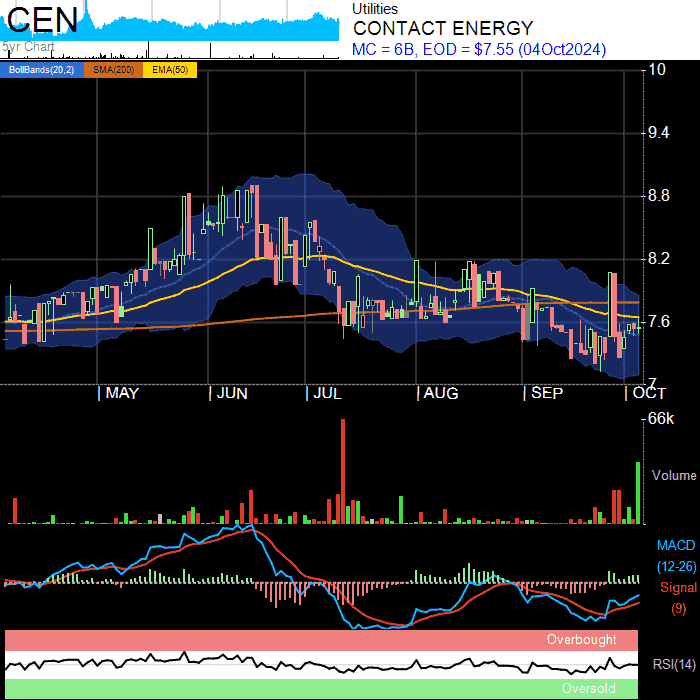 CEN
Utilities
CONTACT ENERGY
5yr Chart
MC = 6B, EOD = $7.55 (04Oct2024)
BollBands(20,2) SMA(200) EMA(50)
10
9.4
8.8
8.2
7.6
7
MAY JUN JUL AUG SEP OCT
66k
Volume
MACD
(12-26)
Signal
(9)
Overbought
RSI(14)
Oversold